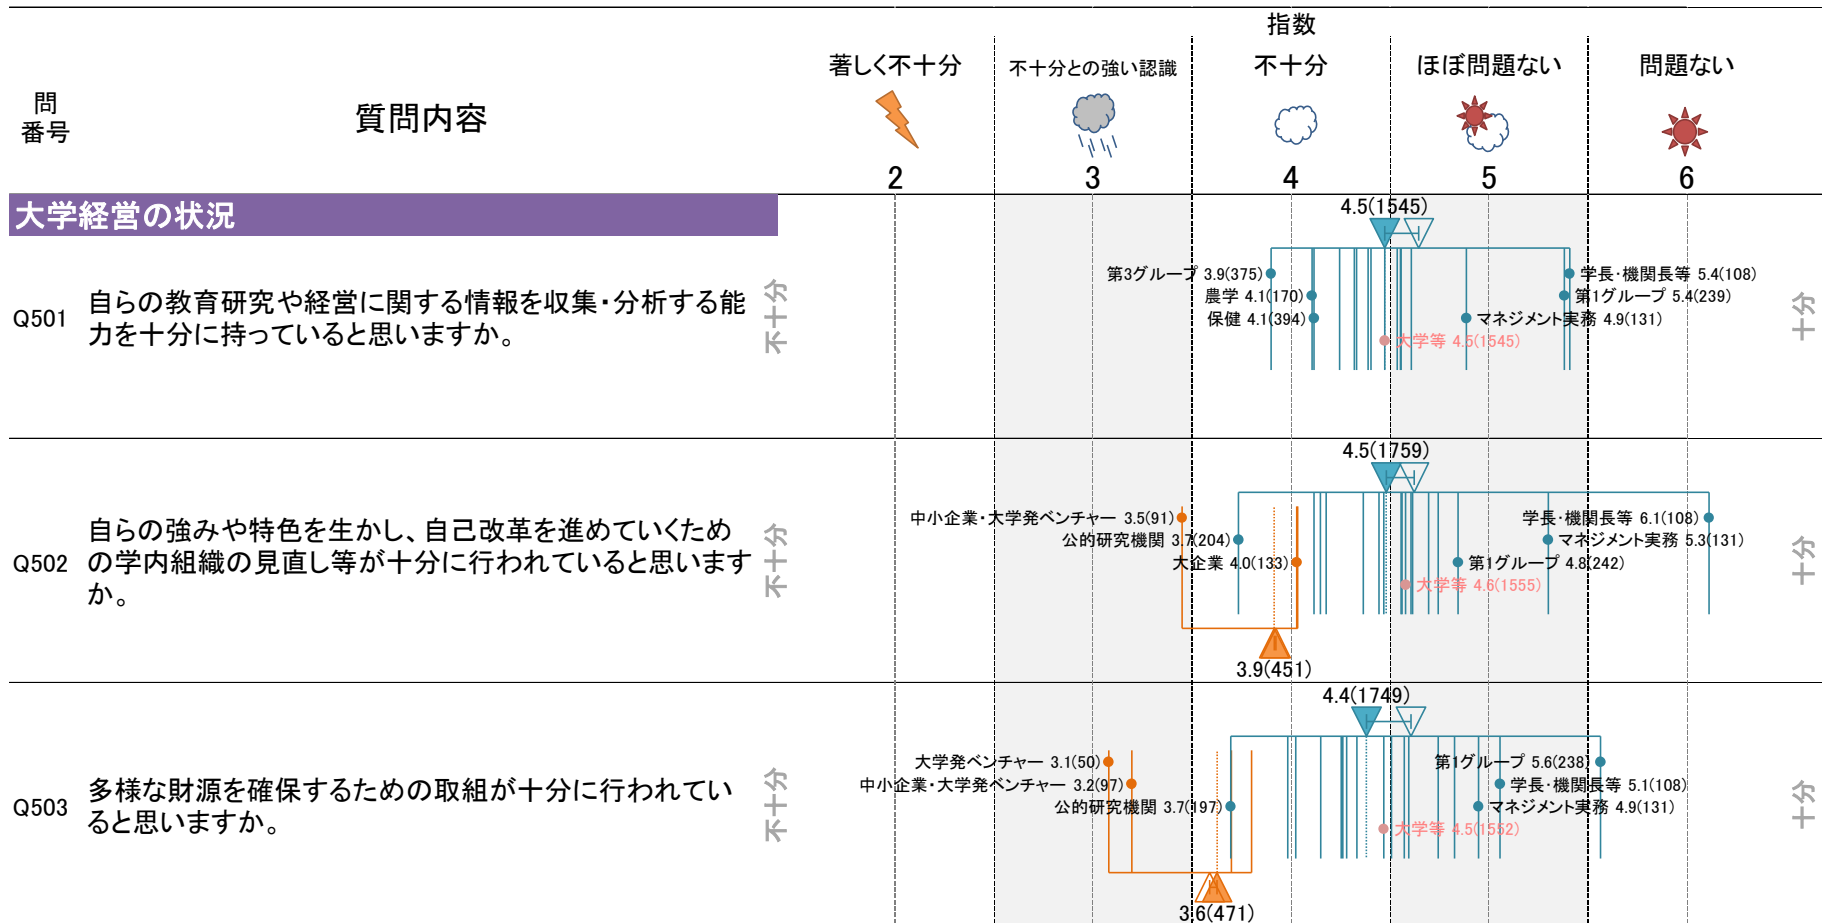 指数
著しく不十分
不十分との強い認識
不十分
ほぼ問題ない
問題ない
問
番号
質問内容
2
3
4
5
6
大学経営の状況
4.5(1545)
Q501
自らの教育研究や経営に関する情報を収集・分析する能
力を十分に持っていると思いますか。
不十分
第3グループ 3.9(375)
農学 4.1(170)
保健 4.1(394)
学長・機関長等 5.4(108)
第1グループ 5.4(239)
マネジメント実務 4.9(131)
大学等 4.5(1545)
十分
4.5(1759)
Q502
自らの強みや特色を生かし、自己改革を進めていくため
の学内組織の見直し等が十分に行われていると思います
か。
不十分
中小企業・大学発ベンチャー 3.5(91)
公的研究機関 3.7(204)
大企業 4.0(133)
学長・機関長等 6.1(108)
マネジメント実務 5.3(131)
第1グループ 4.8(242)
大学等 4.6(1555)
十分
3.9(451)
4.4(1749)
Q503
多様な財源を確保するための取組が十分に行われてい
ると思いますか。
不十分
大学発ベンチャー 3.1(50)
中小企業・大学発ベンチャー 3.2(97)
公的研究機関 3.7(197)
第1グループ 5.6(238)
学長・機関長等 5.1(108)
マネジメント実務 4.9(131)
大学等 4.5(1552)
十分
3.6(471)